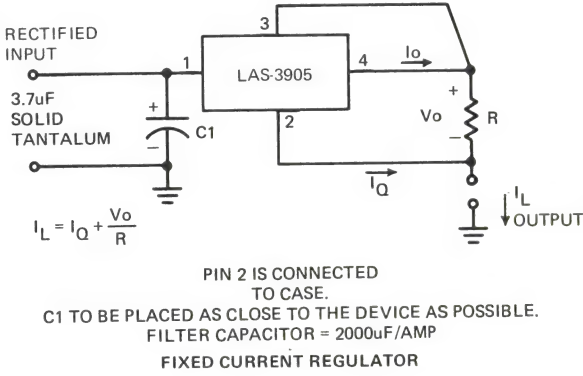 RECTIFIED
INPUT
3
1
LAS-3905
4
Io
3.7uF
SOLID
TANTALUM
+
−
C1
2
Vo
+
−
R
IQ
IL
OUTPUT
IL = IQ + Vo/R
PIN 2 IS CONNECTED
TO CASE.
C1 TO BE PLACED AS CLOSE TO THE DEVICE AS POSSIBLE.
FILTER CAPACITOR = 2000uF/AMP
FIXED CURRENT REGULATOR